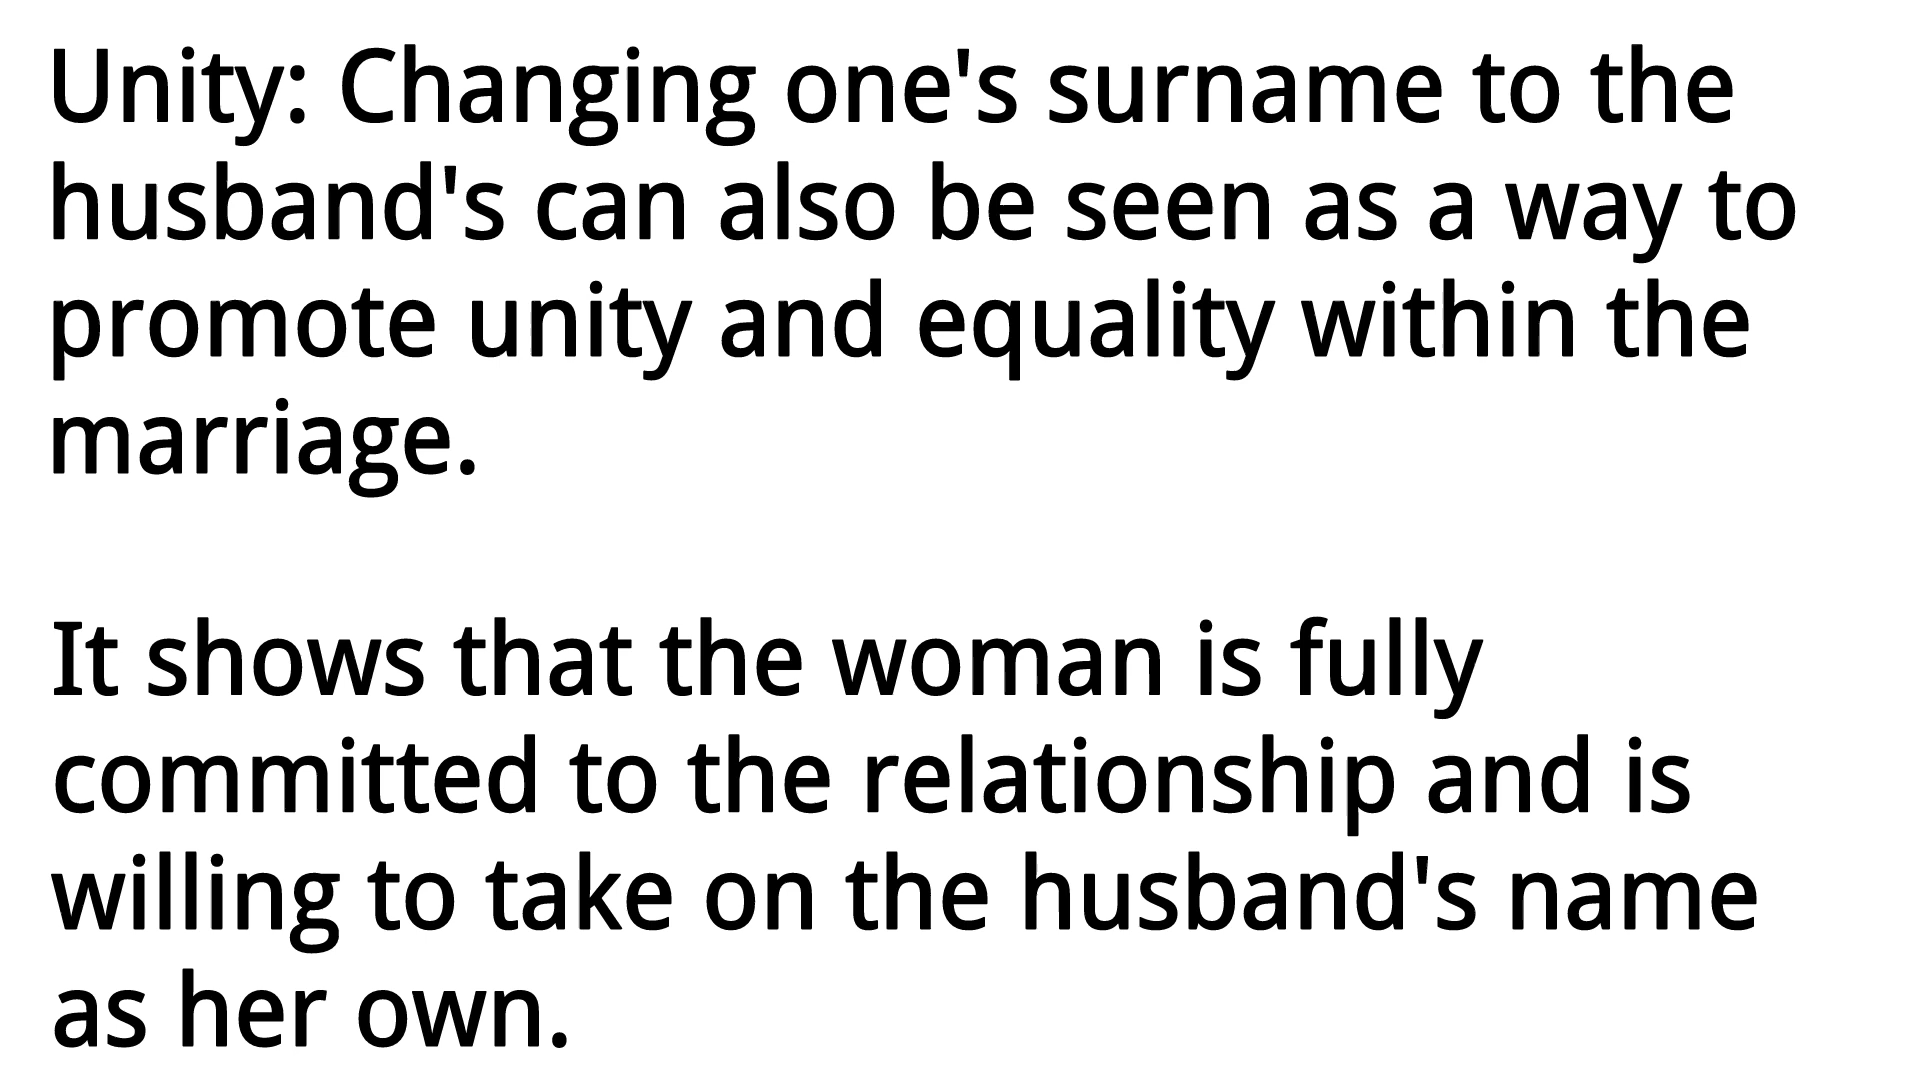 Unity: Changing one's surname to the
husband's can also be seen as a way to
promote unity and equality within the
marriage.
It shows that the woman is fully
committed to the relationship and is
willing to take on the husband's name
as her own.